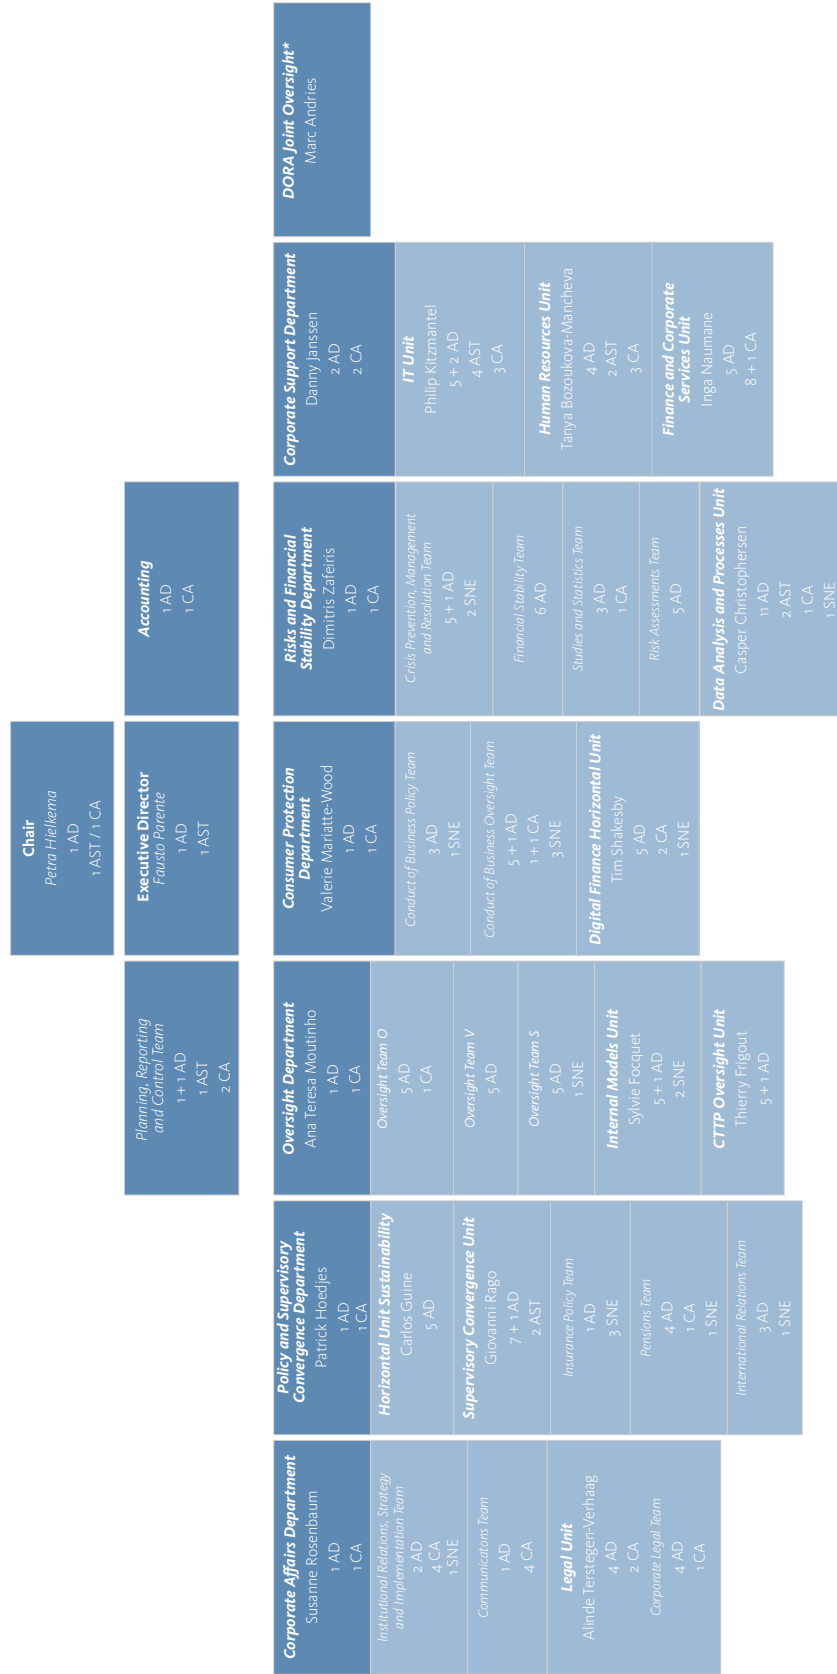 Chair
Petra Hielkema
1 AD
1 AST / 1 CA
Planning, Reporting
and Control Team
1 + 1 AD
1 AST
2 CA
Executive Director
Fausto Parente
1 AD
1 AST
Accounting
1 AD
1 CA
Corporate Affairs Department
Susanne Rosenbaum
1 AD
1 CA
Institutional Relations, Strategy
and Implementation Team
2 AD
4 CA
1 SNE
Communicatons Team
1 AD
4 CA
Legal Unit
Alinde Terstegen-Verhaag
4 AD
2 CA
Corporate Legal Team
4 AD
1 CA
Policy and Supervisory
Convergence Department
Patrick Hoedjes
1 AD
1 CA
Horizontal Unit Sustainability
Carlos Guine
5 AD
Supervisory Convergence Unit
Giovanni Rago
7 + 1 AD
2 AST
Insurance Policy Team
1 AD
3 SNE
Pensions Team
4 AD
1 CA
1 SNE
International Relations Team
3 AD
1 SNE
Oversight Department
Ana Teresa Moutinho
1 AD
1 CA
Oversight Team O
5 AD
1 CA
Oversight Team V
5 AD
Oversight Team S
5 AD
1 SNE
Internal Models Unit
Sylvie Focquet
5 + 1 AD
2 SNE
CTTP Oversight Unit
Thierry Frigout
5 + 1 AD
Consumer Protection
Department
Valerie Mariatte-Wood
1 AD
1 CA
Conduct of Business Policy Team
3 AD
1 SNE
Conduct of Business Oversight Team
5 + 1 AD
1 + 1 CA
3 SNE
Digital Finance Horizontal Unit
Tim Shakesby
5 AD
2 CA
1 SNE
Risks and Financial
Stability Department
Dimitris Zafeiris
1 AD
1 CA
Crisis Prevention, Management
and Resolution Team
5 + 1 AD
2 SNE
Financial Stability Team
6 AD
Studies and Statistics Team
3 AD
1 CA
Risk Assessments Team
5 AD
Data Analysis and Processes Unit
Casper Christophersen
11 AD
2 AST
1 CA
1 SNE
Corporate Support Department
Danny Janssen
2 AD
2 CA
IT Unit
Philip Kitzmantel
5 + 2 AD
4 AST
3 CA
Human Resources Unit
Tanya Bozoukova-Mancheva
4 AD
2 AST
3 CA
Finance and Corporate
Services Unit
Inga Naumane
5 AD
8 + 1 CA
DORA Joint Oversight*
Marc Andries